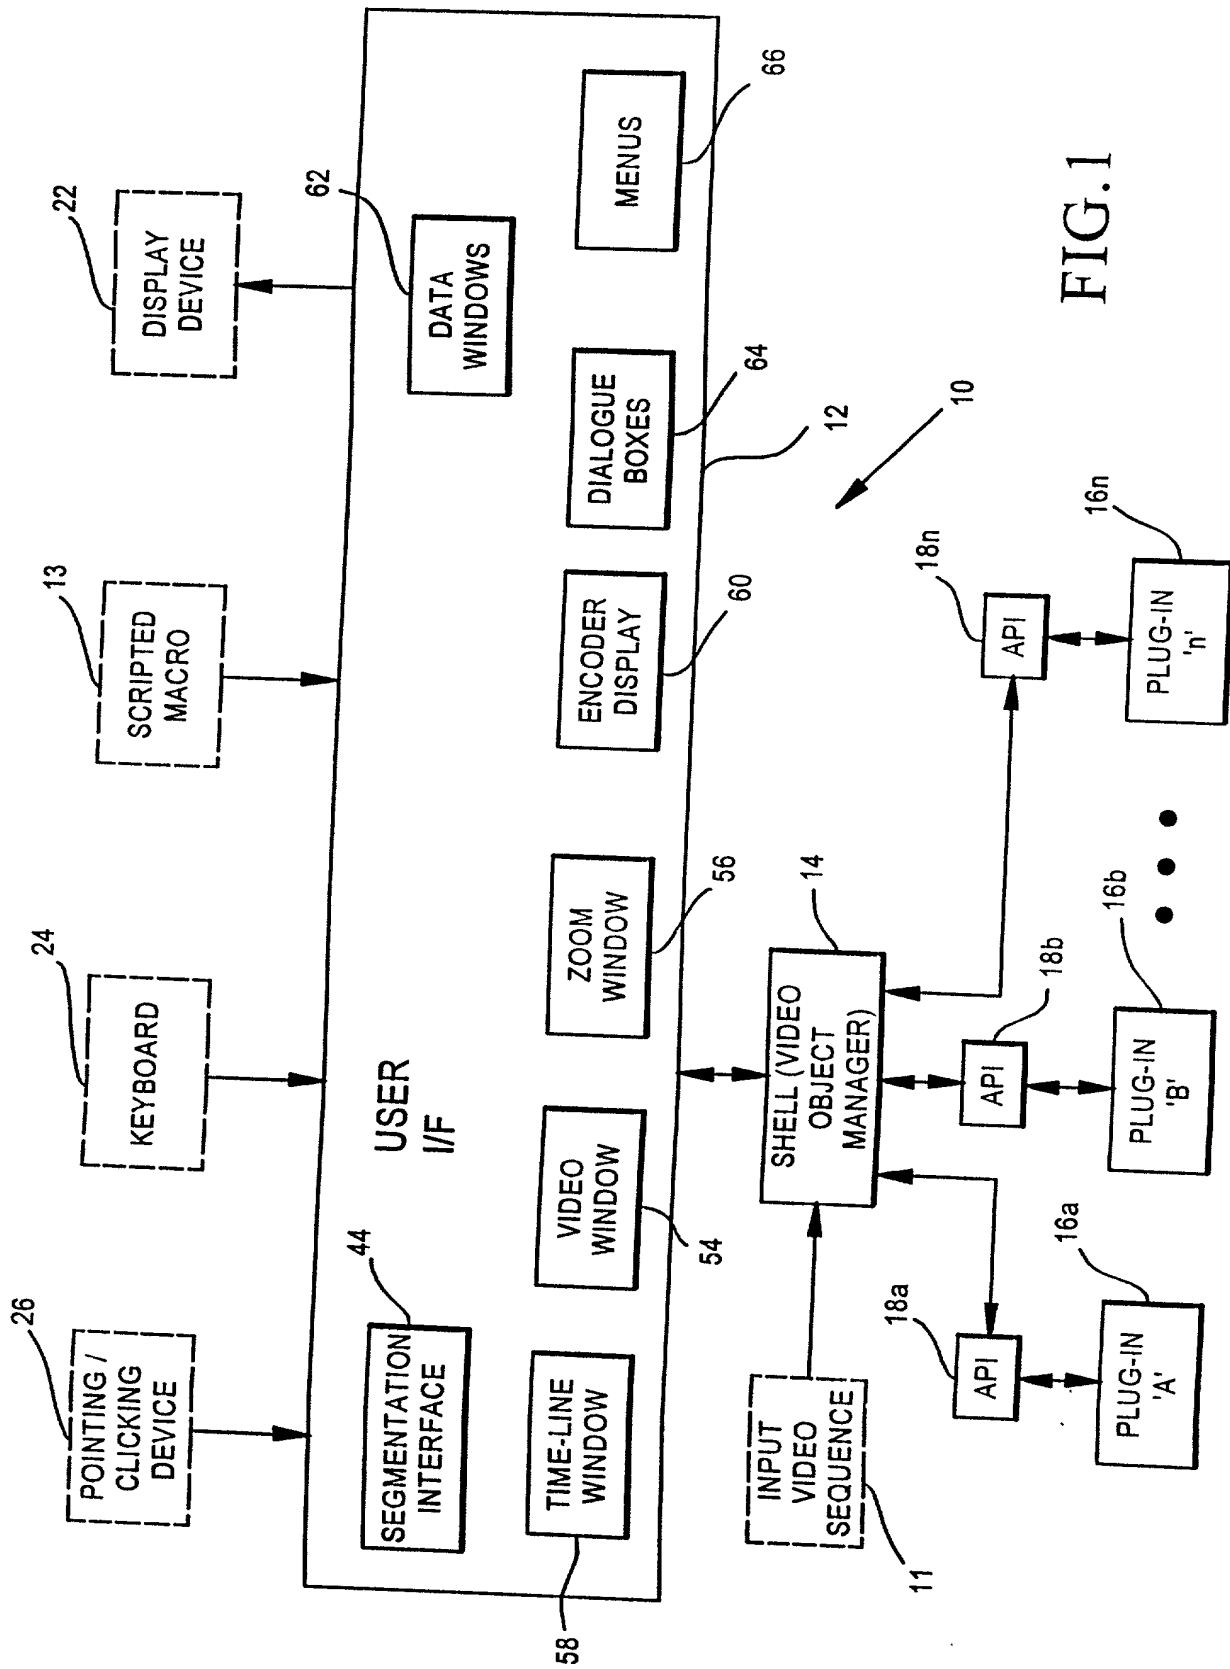 26
POINTING /
CLICKING
DEVICE
24
KEYBOARD
13
SCRIPTED
MACRO
22
DISPLAY
DEVICE
44
SEGMENTATION
INTERFACE
USER
I/F
62
DATA
WINDOWS
58
TIME-LINE
WINDOW
VIDEO
WINDOW
54
ZOOM
WINDOW
56
ENCODER
DISPLAY
60
DIALOGUE
BOXES
64
MENUS
66
12
INPUT
VIDEO
SEQUENCE
11
SHELL (VIDEO
OBJECT
MANAGER)
14
10
18a
API
API
18b
18n
API
16a
PLUG-IN
'A'
PLUG-IN
'B'
16b
PLUG-IN
'n'
16n
FIG.1